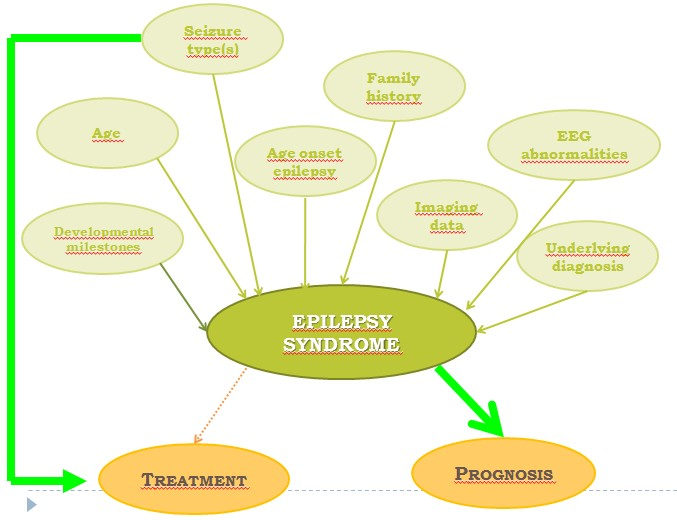 Seizure
type(s)
Family
history
Age
Age onset
epilepsy
EEG
abnormalities
Imaging
data
Developmental
milestones
Underlying
diagnosis
EPILEPSY
SYNDROME
TREATMENT
PROGNOSIS